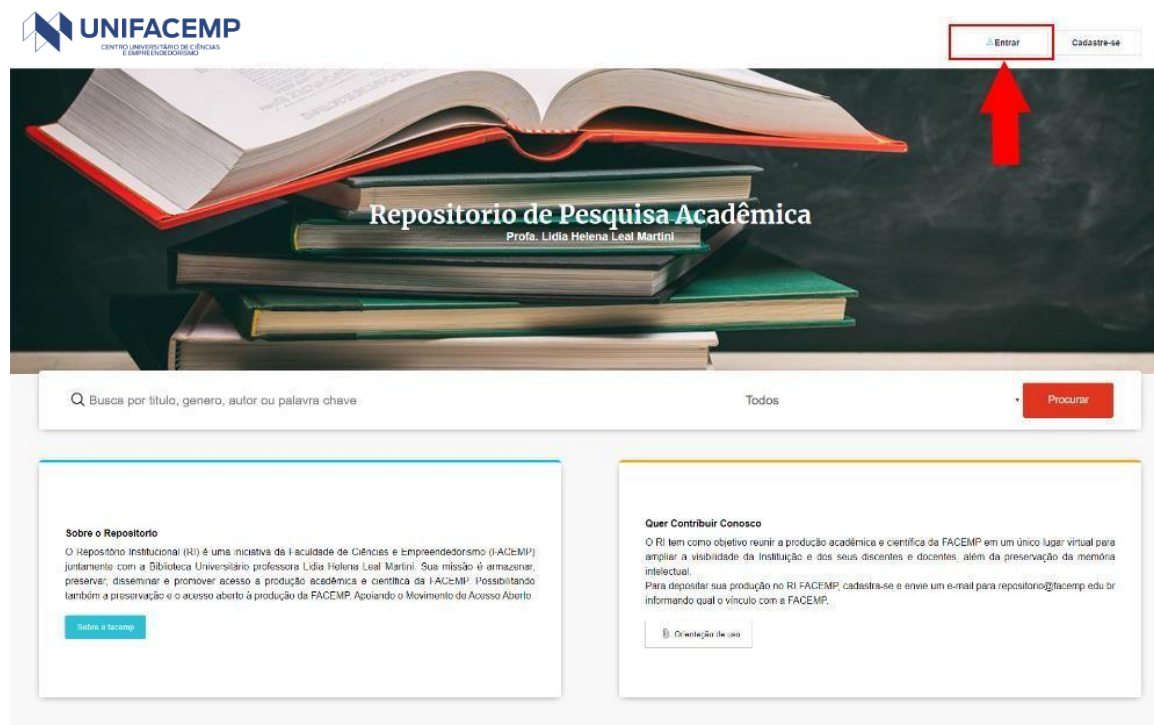 UNIFACEMP
CENTRO UNIVERSITÁRIO DE CIÊNCIAS
E EMPREENDEDORISMO
Entrar
Cadastre-se
Repositorio de Pesquisa Acadêmica
Profa. Lidia Helena Leal Martini
Busca por titulo, genero, autor ou palavra chave
Todos
Procurar
Sobre o Repositorio
O Repositório Institucional (RI) é uma iniciativa da Faculdade de Ciências e Empreendedorismo (FACEMP)
juntamente com a Biblioteca Universitário professora Lidia Helena Leal Martini. Sua missão é armazenar,
preservar, disseminar e promover acesso a produção acadêmica e científica da FACEMP. Possibilitando
também a preservação e o acesso aberto à produção da FACEMP. Apoiando o Movimento de Acesso Aberto.
Sobre a facemp
Quer Contribuir Conosco
O RI tem como objetivo reunir a produção acadêmica e científica da FACEMP em um único lugar virtual para
ampliar a visibilidade da Instituição e dos seus discentes e docentes, além da preservação da memória
intelectual.
Para depositar sua produção no RI FACEMP, cadastra-se e envie um e-mail para repositorio@facemp.edu.br
informando qual o vínculo com a FACEMP.
Orientação de uso